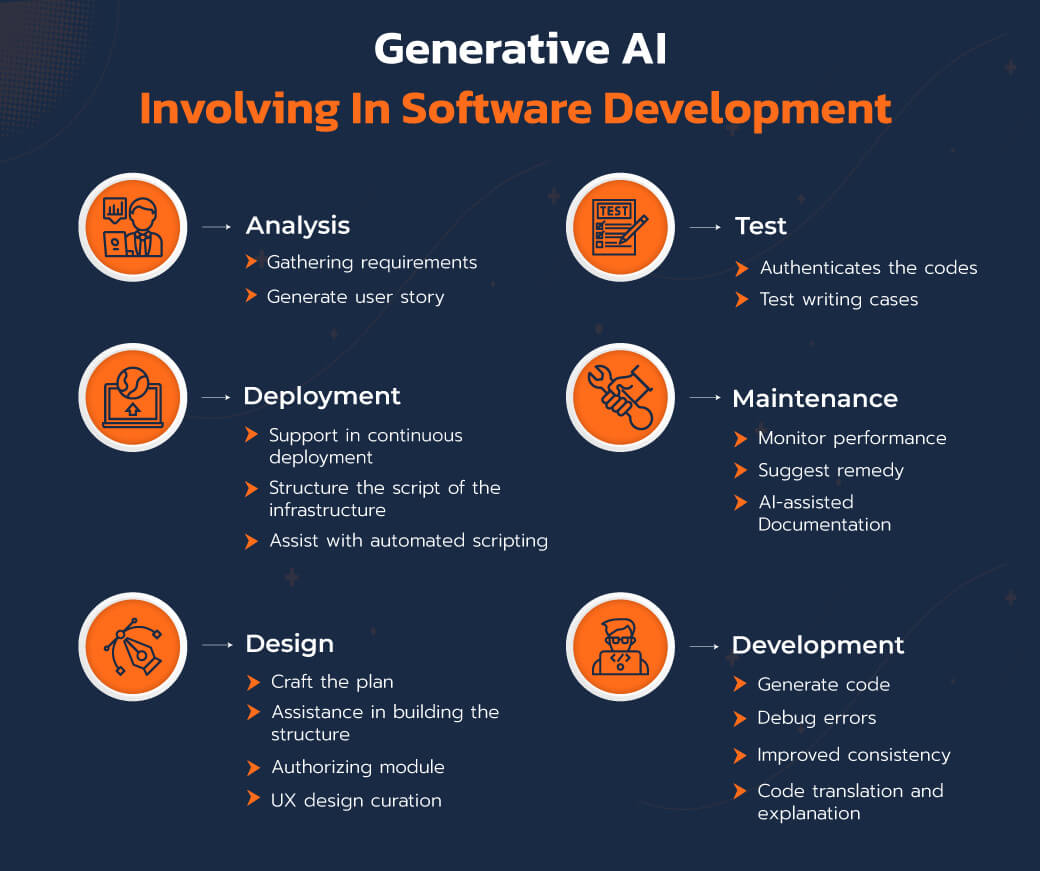 Generative AI
Involving In Software Development
Analysis
Gathering requirements
Generate user story
TEST
Test
Authenticates the codes
Test writing cases
Deployment
Support in continuous
deployment
Structure the script of the
infrastructure
Assist with automated scripting
Maintenance
Monitor performance
Suggest remedy
AI-assisted
Documentation
Design
Craft the plan
Assistance in building the
structure
Authorizing module
UX design curation
</>
Development
Generate code
Debug errors
Improved consistency
Code translation and
explanation